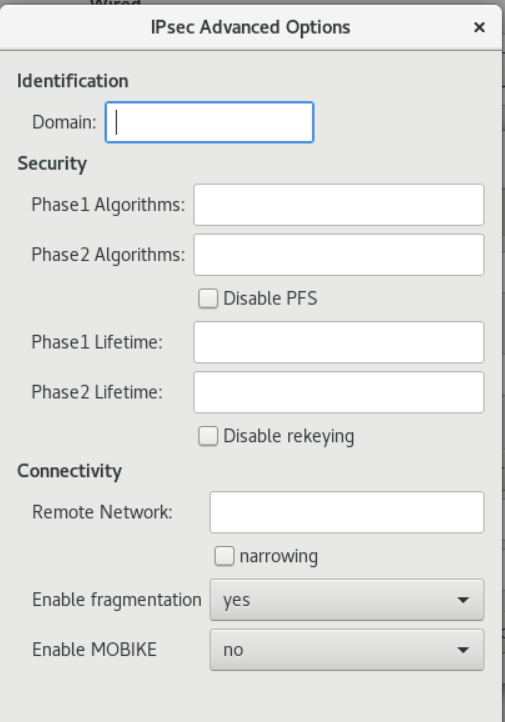 Wired
IPsec Advanced Options ×
Identification
Domain:
Security
Phase1 Algorithms:
Phase2 Algorithms:
Disable PFS
Phase1 Lifetime:
Phase2 Lifetime:
Disable rekeying
Connectivity
Remote Network:
narrowing
Enable fragmentation yes
Enable MOBIKE no